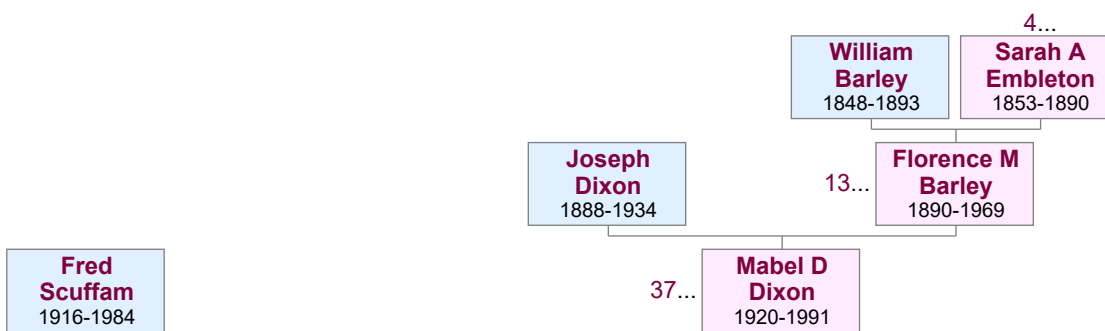 4...
William
Barley
1848-1893
Sarah A
Embleton
1853-1890
Joseph
Dixon
1888-1934
13...
Florence M
Barley
1890-1969
Fred
Scuffam
1916-1984
37...
Mabel D
Dixon
1920-1991